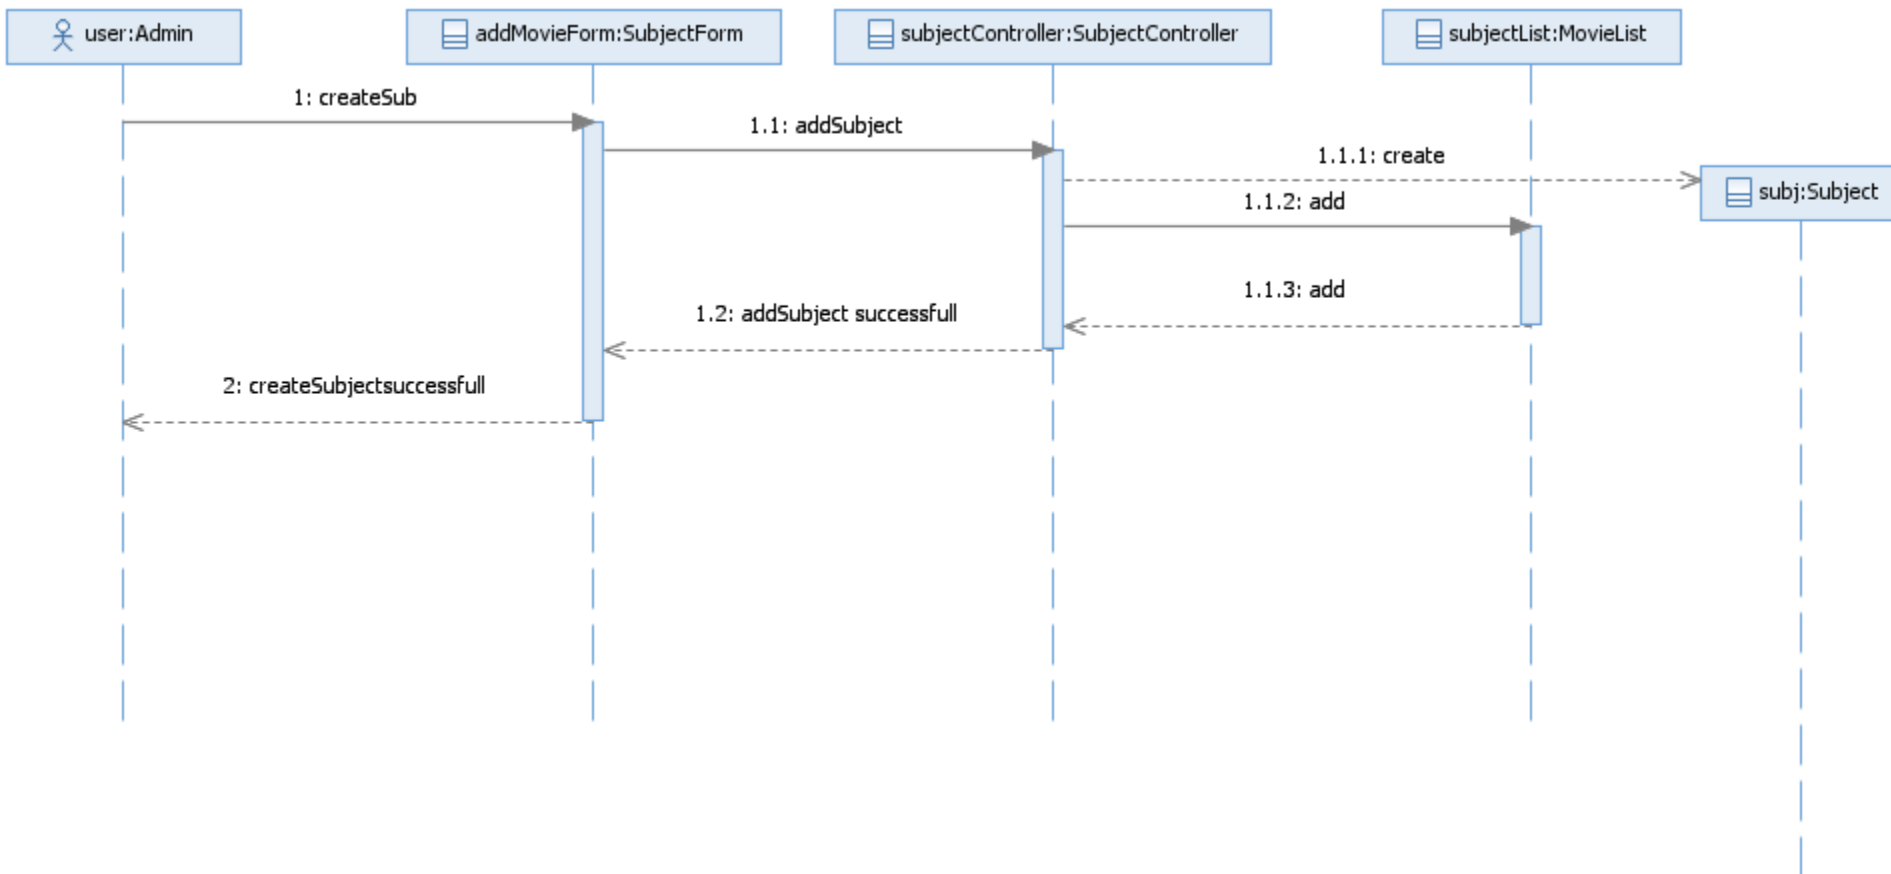 user:Admin
addMovieForm:SubjectForm
subjectController:SubjectController
subjectList:MovieList
1: createSub
1.1: addSubject
1.1.1: create
subj:Subject
1.1.2: add
1.1.3: add
1.2: addSubject successfull
2: createSubjectsuccessfull